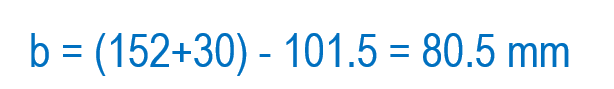 b = (152+30) - 101.5 = 80.5 mm